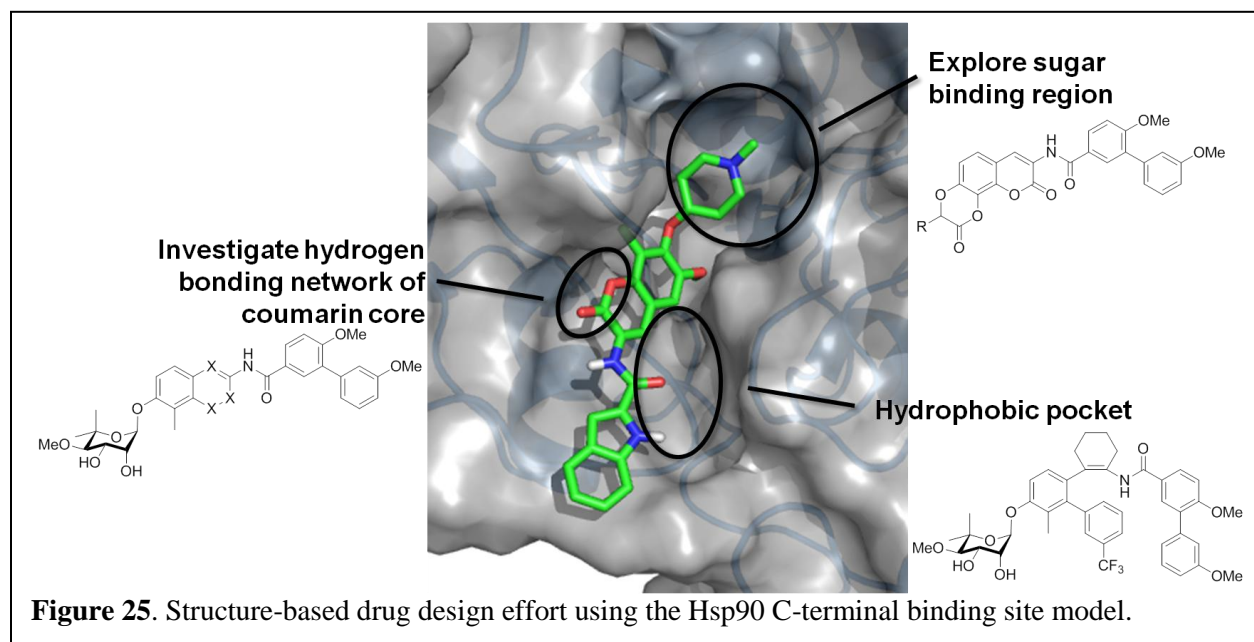 Explore sugar
binding region
OMe
H
N
OMe
O
O
O
O
O
R
O
Investigate hydrogen
bonding network of
coumarin core
OMe
X
H
N
OMe
O
X
X
O
O
MeO
HO
OH
Hydrophobic pocket
O
N
H
O
OMe
O
MeO
HO
OH
CF3
OMe
Figure 25. Structure-based drug design effort using the Hsp90 C-terminal binding site model.